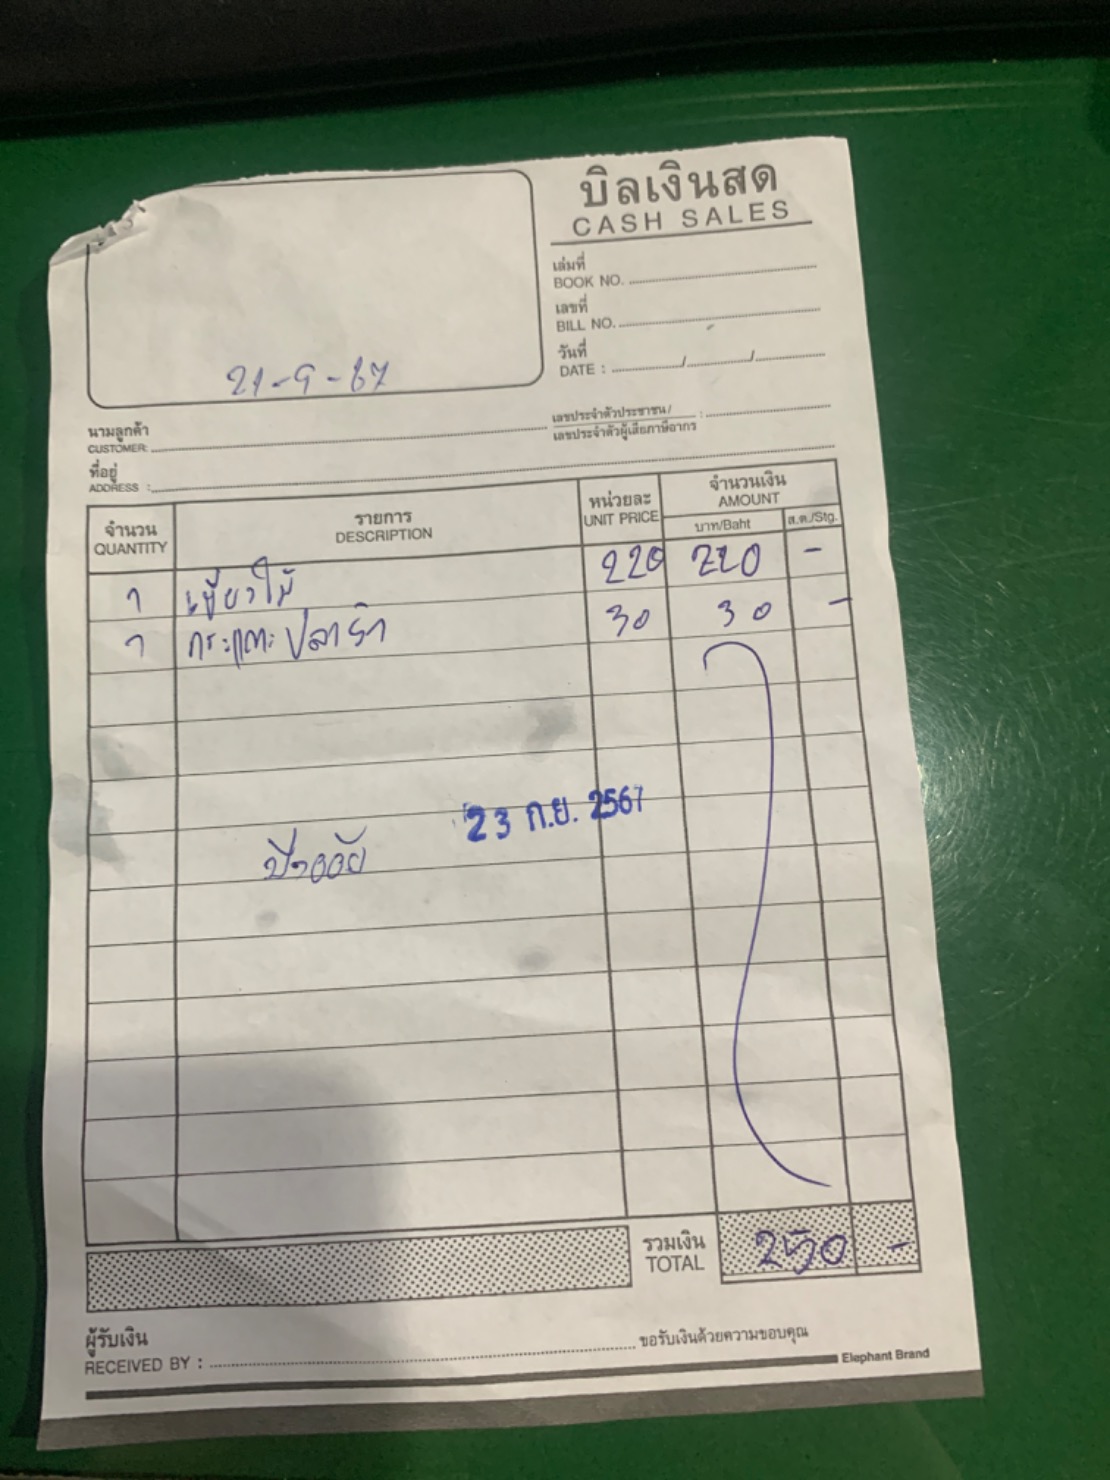 บิลเงินสด
CASH SALES
เล่มที่
BOOK NO.
เลขที่
BILL NO.
วันที่
DATE : / /
21-9-67
นามลูกค้า
CUSTOMER:
เลขประจำตัวประชาชน/
เลขประจำตัวผู้เสียภาษีอากร :
ที่อยู่
ADDRESS :
จำนวน
QUANTITY
รายการ
DESCRIPTION
หน่วยละ
UNIT PRICE
จำนวนเงิน
AMOUNT
บาท/Baht
ส.ต./Stg.
1 220 220 -
1 30 30 -
23 ก.ย. 2567
รวมเงิน
TOTAL
250 -
ผู้รับเงิน
RECEIVED BY :
ขอรับเงินด้วยความขอบคุณ
Elephant Brand